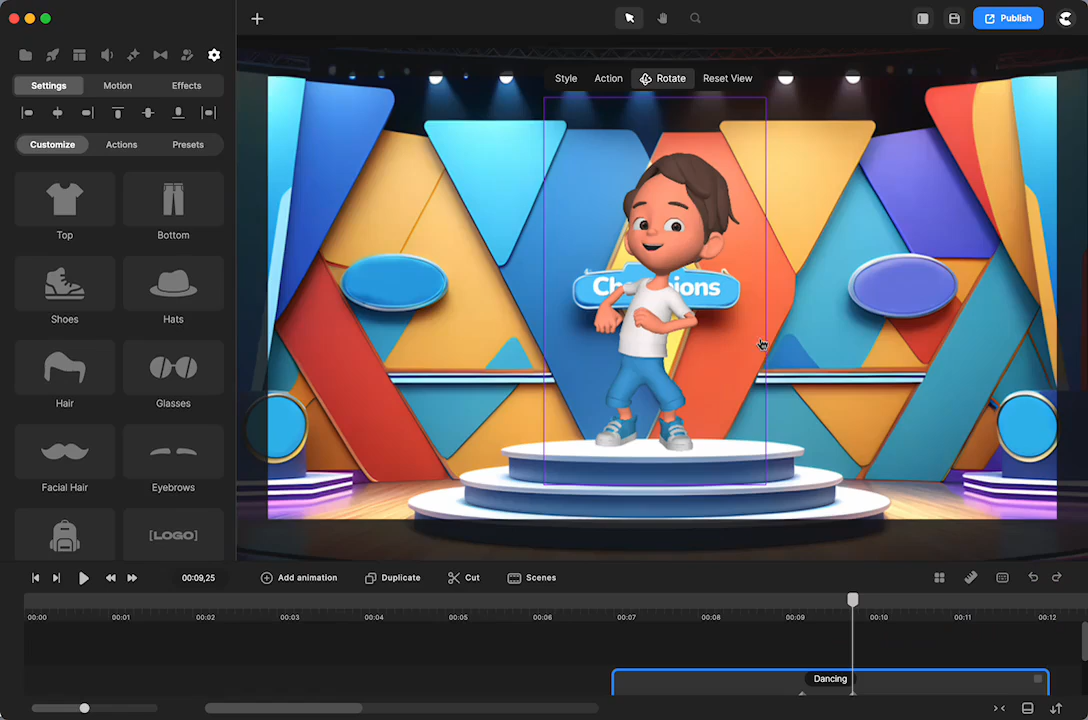 Publish
Style Action Rotate Reset View
Settings Motion Effects
Customize Actions Presets
Top Bottom
Shoes Hats
Hair Glasses
Facial Hair Eyebrows
[LOGO]
00:09,25 Add animation Duplicate Cut Scenes
00:00 00:01 00:02 00:03 00:04 00:05 00:06 00:07 00:08 00:09 00:10 00:11 00:12
Dancing